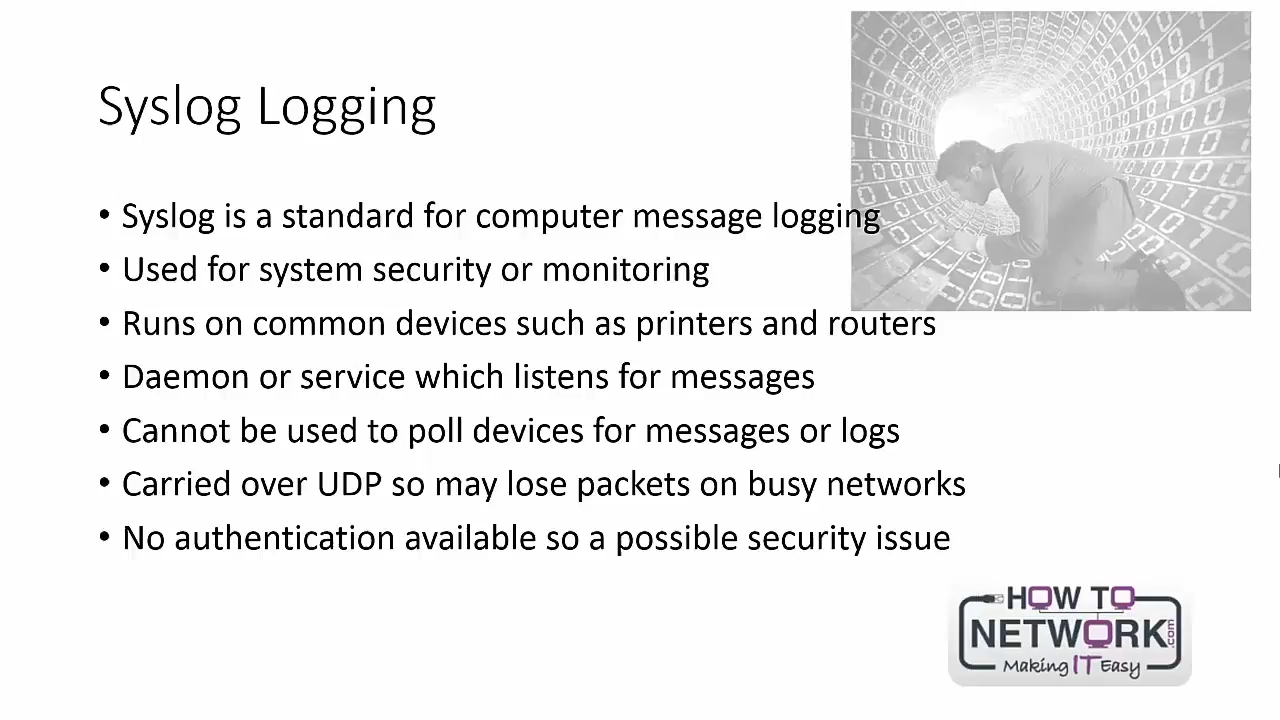 Syslog Logging
• Syslog is a standard for computer message logging
• Used for system security or monitoring
• Runs on common devices such as printers and routers
• Daemon or service which listens for messages
• Cannot be used to poll devices for messages or logs
• Carried over UDP so may lose packets on busy networks
• No authentication available so a possible security issue
HOW TO
NETWORK.com
Making IT Easy